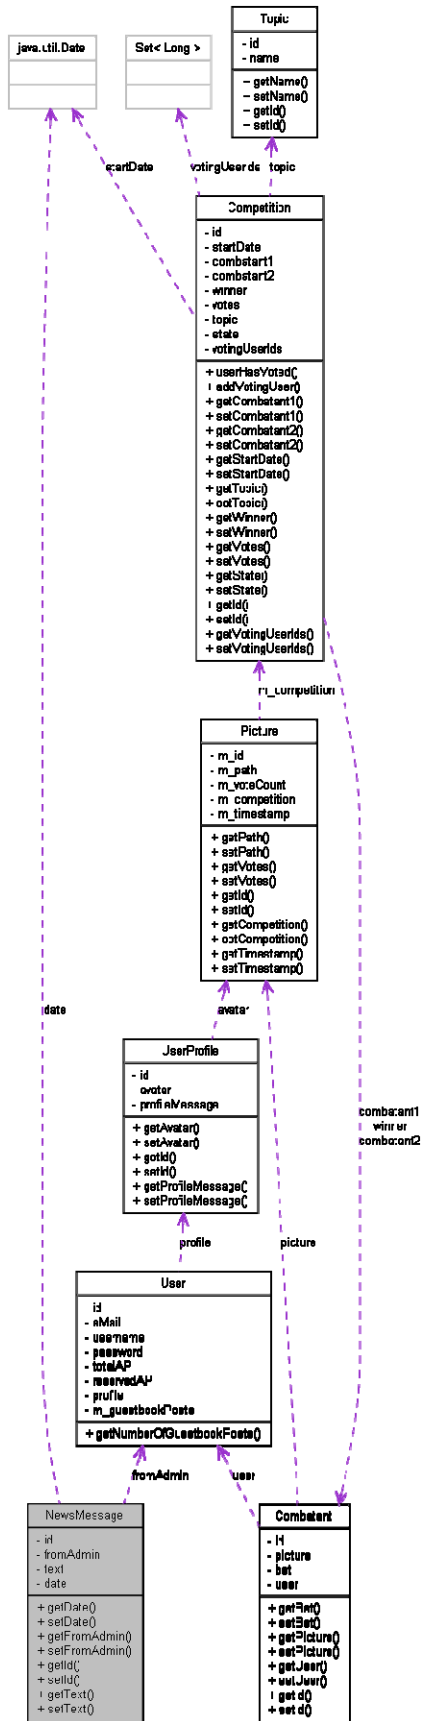 Topic
- id
- name
- getName()
- setName()
- getId()
- setId()
java.util.Date
Set< Long >
startDate
votingUserIds
topic
Competition
- id
- startDate
- combatant1
- combatant2
- winner
- votes
- topic
- state
- votingUserIds
+ userHasVoted()
+ addVotingUser()
+ getCombatant1()
+ setCombatant1()
+ getCombatant2()
+ setCombatant2()
+ getStartDate()
+ setStartDate()
+ getTopic()
+ setTopic()
+ getWinner()
+ setWinner()
+ getVotes()
+ setVotes()
+ getState()
+ setState()
+ getId()
+ setId()
+ getVotingUserIds()
+ setVotingUserIds()
m_competition
Picture
- m_id
- m_path
- m_voteCount
- m_competition
- m_timestamp
+ getPath()
+ setPath()
+ getVotes()
+ setVotes()
+ getId()
+ setId()
+ getCompetition()
+ setCompetition()
+ getTimestamp()
+ setTimestamp()
date
avatar
UserProfile
- id
avatar
- profileMessage
+ getAvatar()
+ setAvatar()
+ getId()
+ setId()
+ getProfileMessage()
+ setProfileMessage()
combatant1
winner
combatant2
profile
picture
User
id
- eMail
- username
- password
- totalAP
- reservedAP
- profile
- m_guestbookPosts
+ getNumberOfGuestbookPosts()
fromAdmin
user
NewsMessage
- id
- fromAdmin
- text
- date
+ getDate()
+ setDate()
+ getFromAdmin()
+ setFromAdmin()
+ getId()
+ setId()
+ getText()
+ setText()
Combatant
- id
- picture
- bet
- user
+ getBet()
+ setBet()
+ getPicture()
+ setPicture()
+ getUser()
+ setUser()
+ getId()
+ setId()